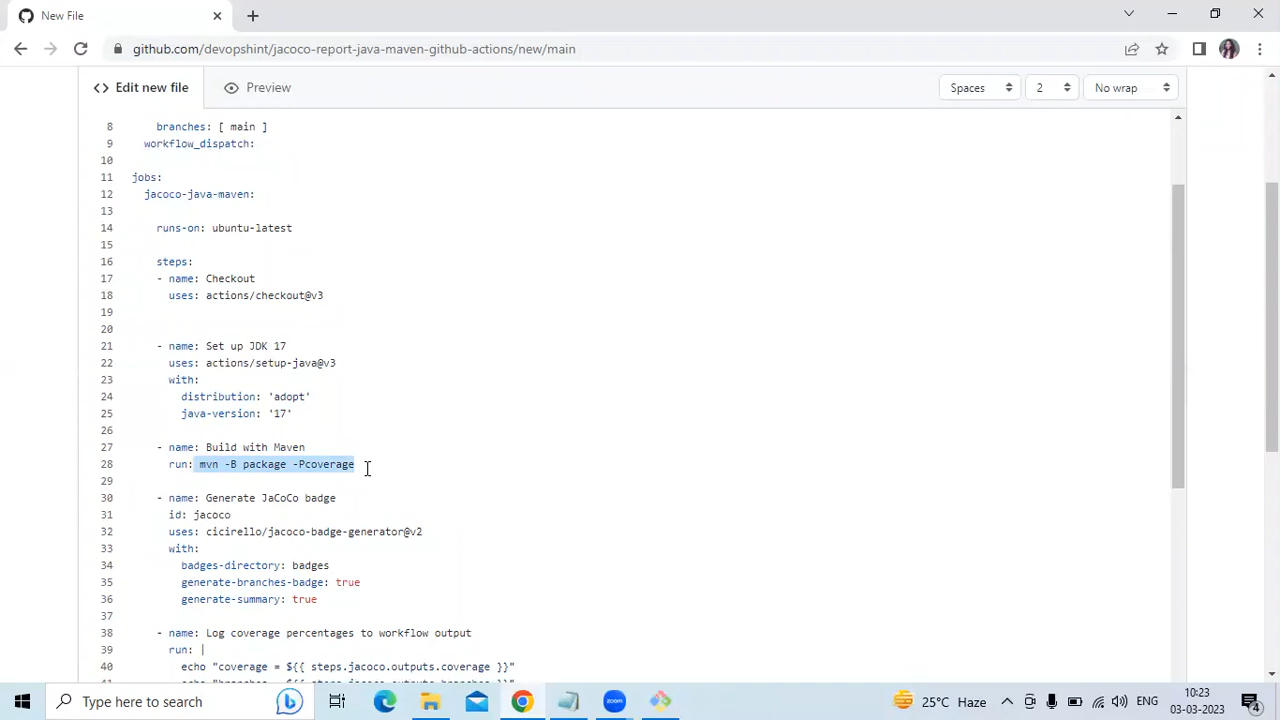 New File
github.com/devopshint/jacoco-report-java-maven-github-actions/new/main
<> Edit new file
Preview
Spaces
2
No wrap
8 branches: [ main ]
9 workflow_dispatch:
10
11 jobs:
12 jacoco-java-maven:
13
14 runs-on: ubuntu-latest
15
16 steps:
17 - name: Checkout
18 uses: actions/checkout@v3
19
20
21 - name: Set up JDK 17
22 uses: actions/setup-java@v3
23 with:
24 distribution: 'adopt'
25 java-version: '17'
26
27 - name: Build with Maven
28 run: mvn -B package -Pcoverage
29
30 - name: Generate JaCoCo badge
31 id: jacoco
32 uses: cicirello/jacoco-badge-generator@v2
33 with:
34 badges-directory: badges
35 generate-branches-badge: true
36 generate-summary: true
37
38 - name: Log coverage percentages to workflow output
39 run: |
40 echo "coverage = ${{ steps.jacoco.outputs.coverage }}"
Type here to search
zoom
25°C Haze
ENG
10:23
03-03-2023
4